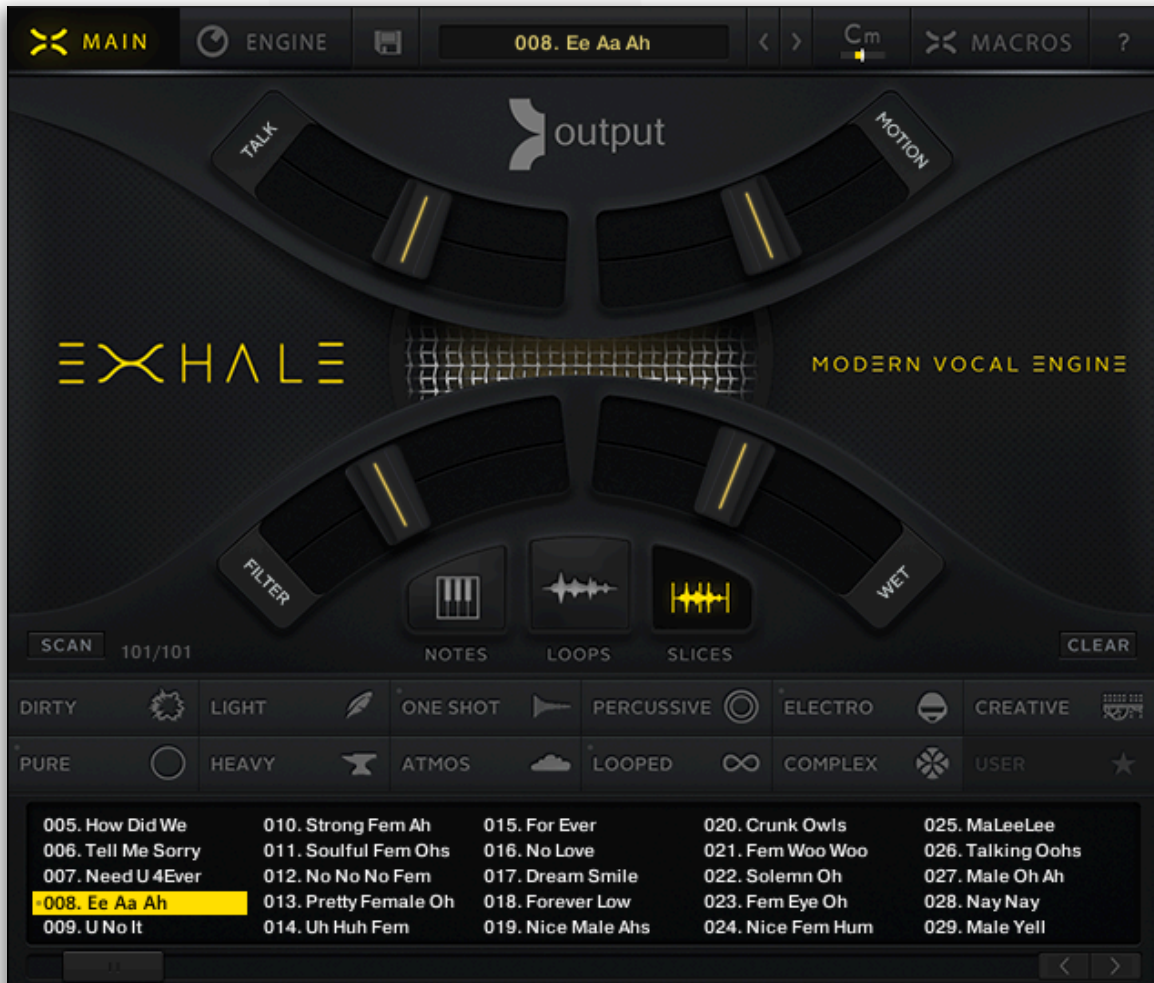 MAIN ENGINE 008. Ee Aa Ah < > Cm MACROS ?
TALK output MOTION
EXHALE MODERN VOCAL ENGINE
FILTER WET
SCAN 101/101 NOTES LOOPS SLICES CLEAR
DIRTY LIGHT ONE SHOT PERCUSSIVE ELECTRO CREATIVE
PURE HEAVY ATMOS LOOPED COMPLEX USER
005. How Did We 010. Strong Fem Ah 015. For Ever 020. Crunk Owls 025. MaLeeLee
006. Tell Me Sorry 011. Soulful Fem Ohs 016. No Love 021. Fem Woo Woo 026. Talking Oohs
007. Need U 4Ever 012. No No No Fem 017. Dream Smile 022. Solemn Oh 027. Male Oh Ah
008. Ee Aa Ah 013. Pretty Female Oh 018. Forever Low 023. Fem Eye Oh 028. Nay Nay
009. U No It 014. Uh Huh Fem 019. Nice Male Ahs 024. Nice Fem Hum 029. Male Yell
< >